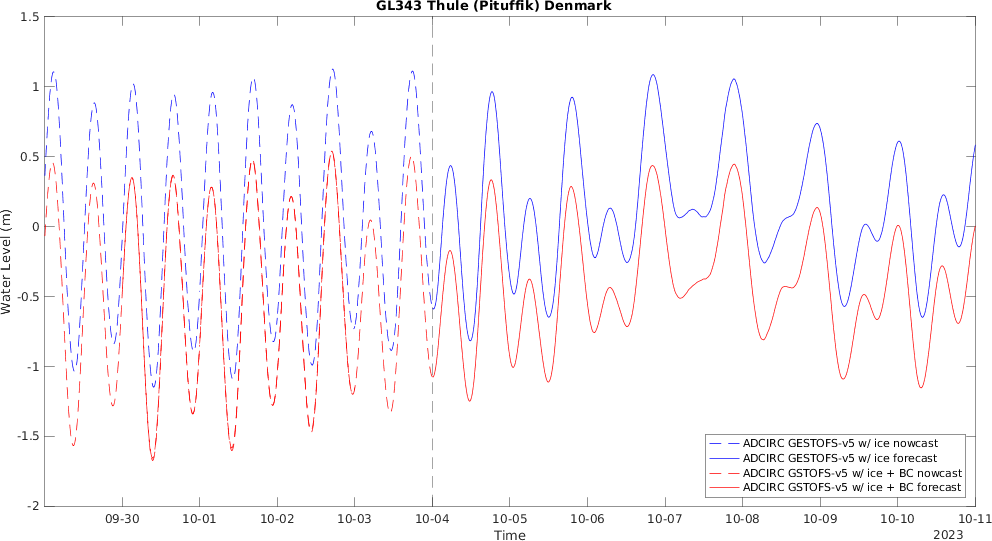 GL343 Thule (Pituffik) Denmark
1.5
1
0.5
0
-0.5
-1
-1.5
-2
Water Level (m)
ADCIRC GESTOFS-v5 w/ ice nowcast
ADCIRC GESTOFS-v5 w/ ice forecast
ADCIRC GSTOFS-v5 w/ ice + BC nowcast
ADCIRC GSTOFS-v5 w/ ice + BC forecast
09-30 10-01 10-02 10-03 10-04 10-05 10-06 10-07 10-08 10-09 10-10 10-11
Time
2023